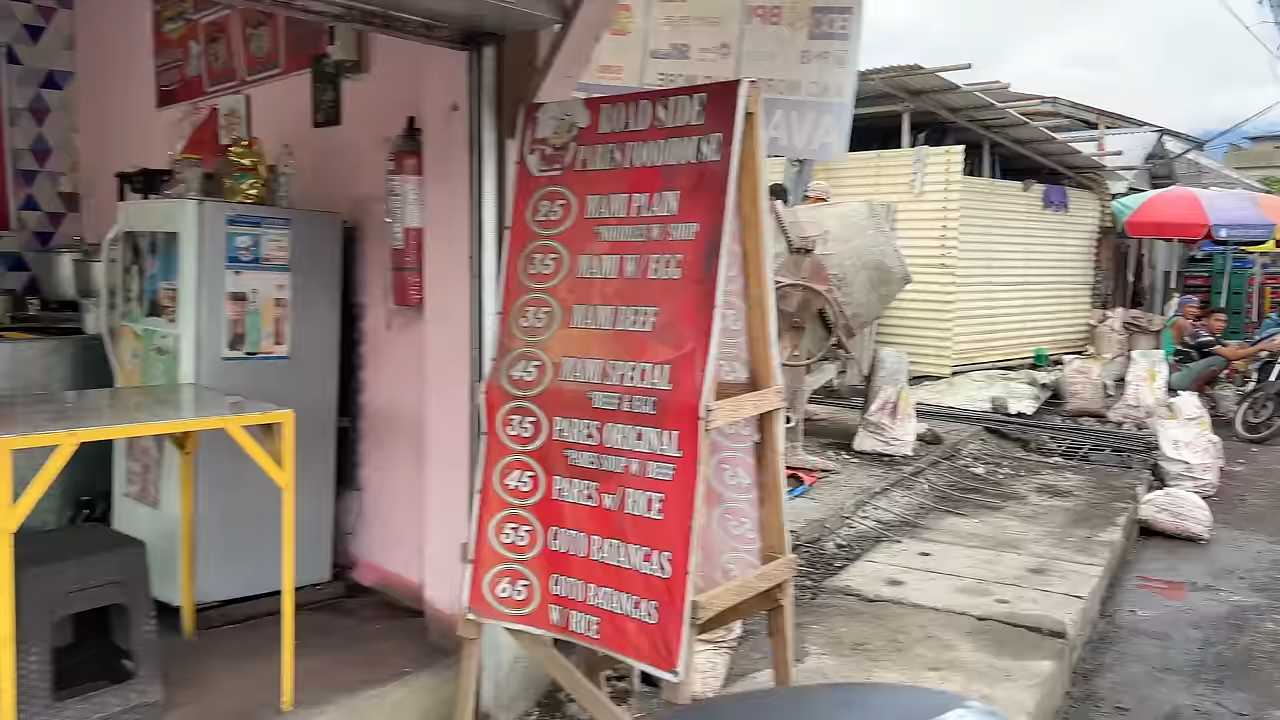 ROAD SIDE
PARES FOODHOUSE
25 MAMI PLAIN
*NOODLE W/ SOUP
35 MAMI W/ EGG
35 MAMI BEEF
45 MAMI SPECIAL
*BEEF & EGG
35 PARES ORIGINAL
*PARES SOUP W/ BEEF
45 PARES W/ RICE
55 GOTO BATANGAS
65 GOTO BATANGAS
W/ RICE